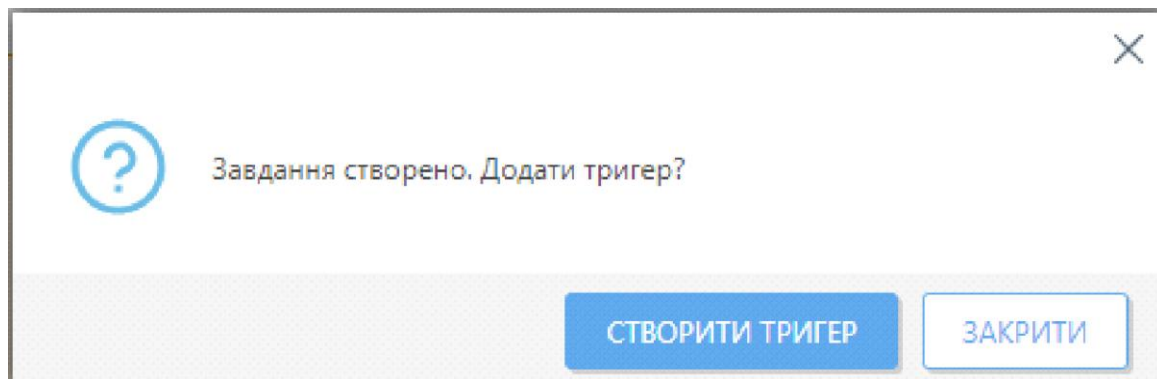 Завдання створено. Додати тригер?
СТВОРИТИ ТРИГЕР
ЗАКРИТИ